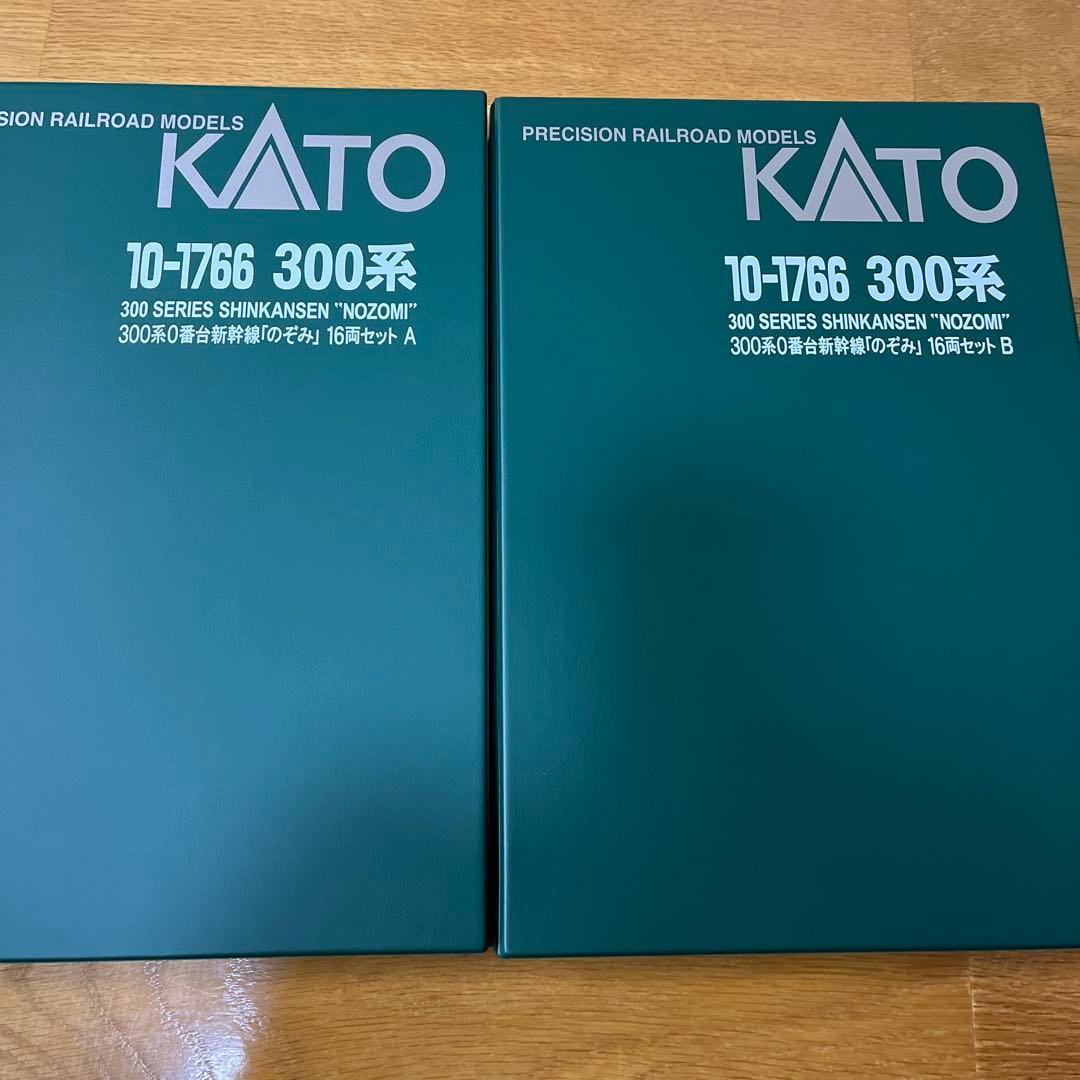 SION RAILROAD MODELS
KATO
10-1766 300系
300 SERIES SHINKANSEN "NOZOMI"
300系0番台新幹線「のぞみ」 16両セット A
PRECISION RAILROAD MODELS
KATO
10-1766 300系
300 SERIES SHINKANSEN "NOZOMI"
300系0番台新幹線「のぞみ」 16両セット B